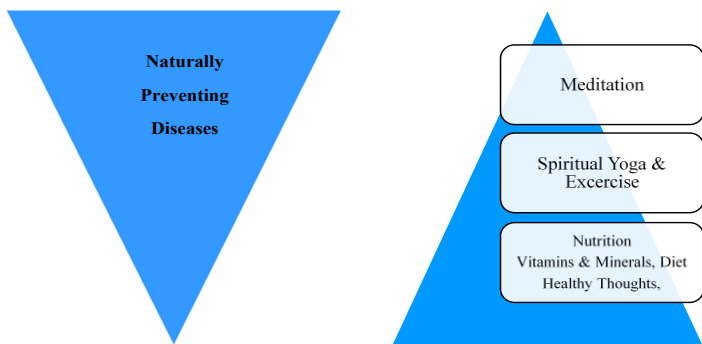 Naturally
Preventing
Diseases
Meditation
Spiritual Yoga &
Excercise
Nutrition
Vitamins & Minerals, Diet
Healthy Thoughts,